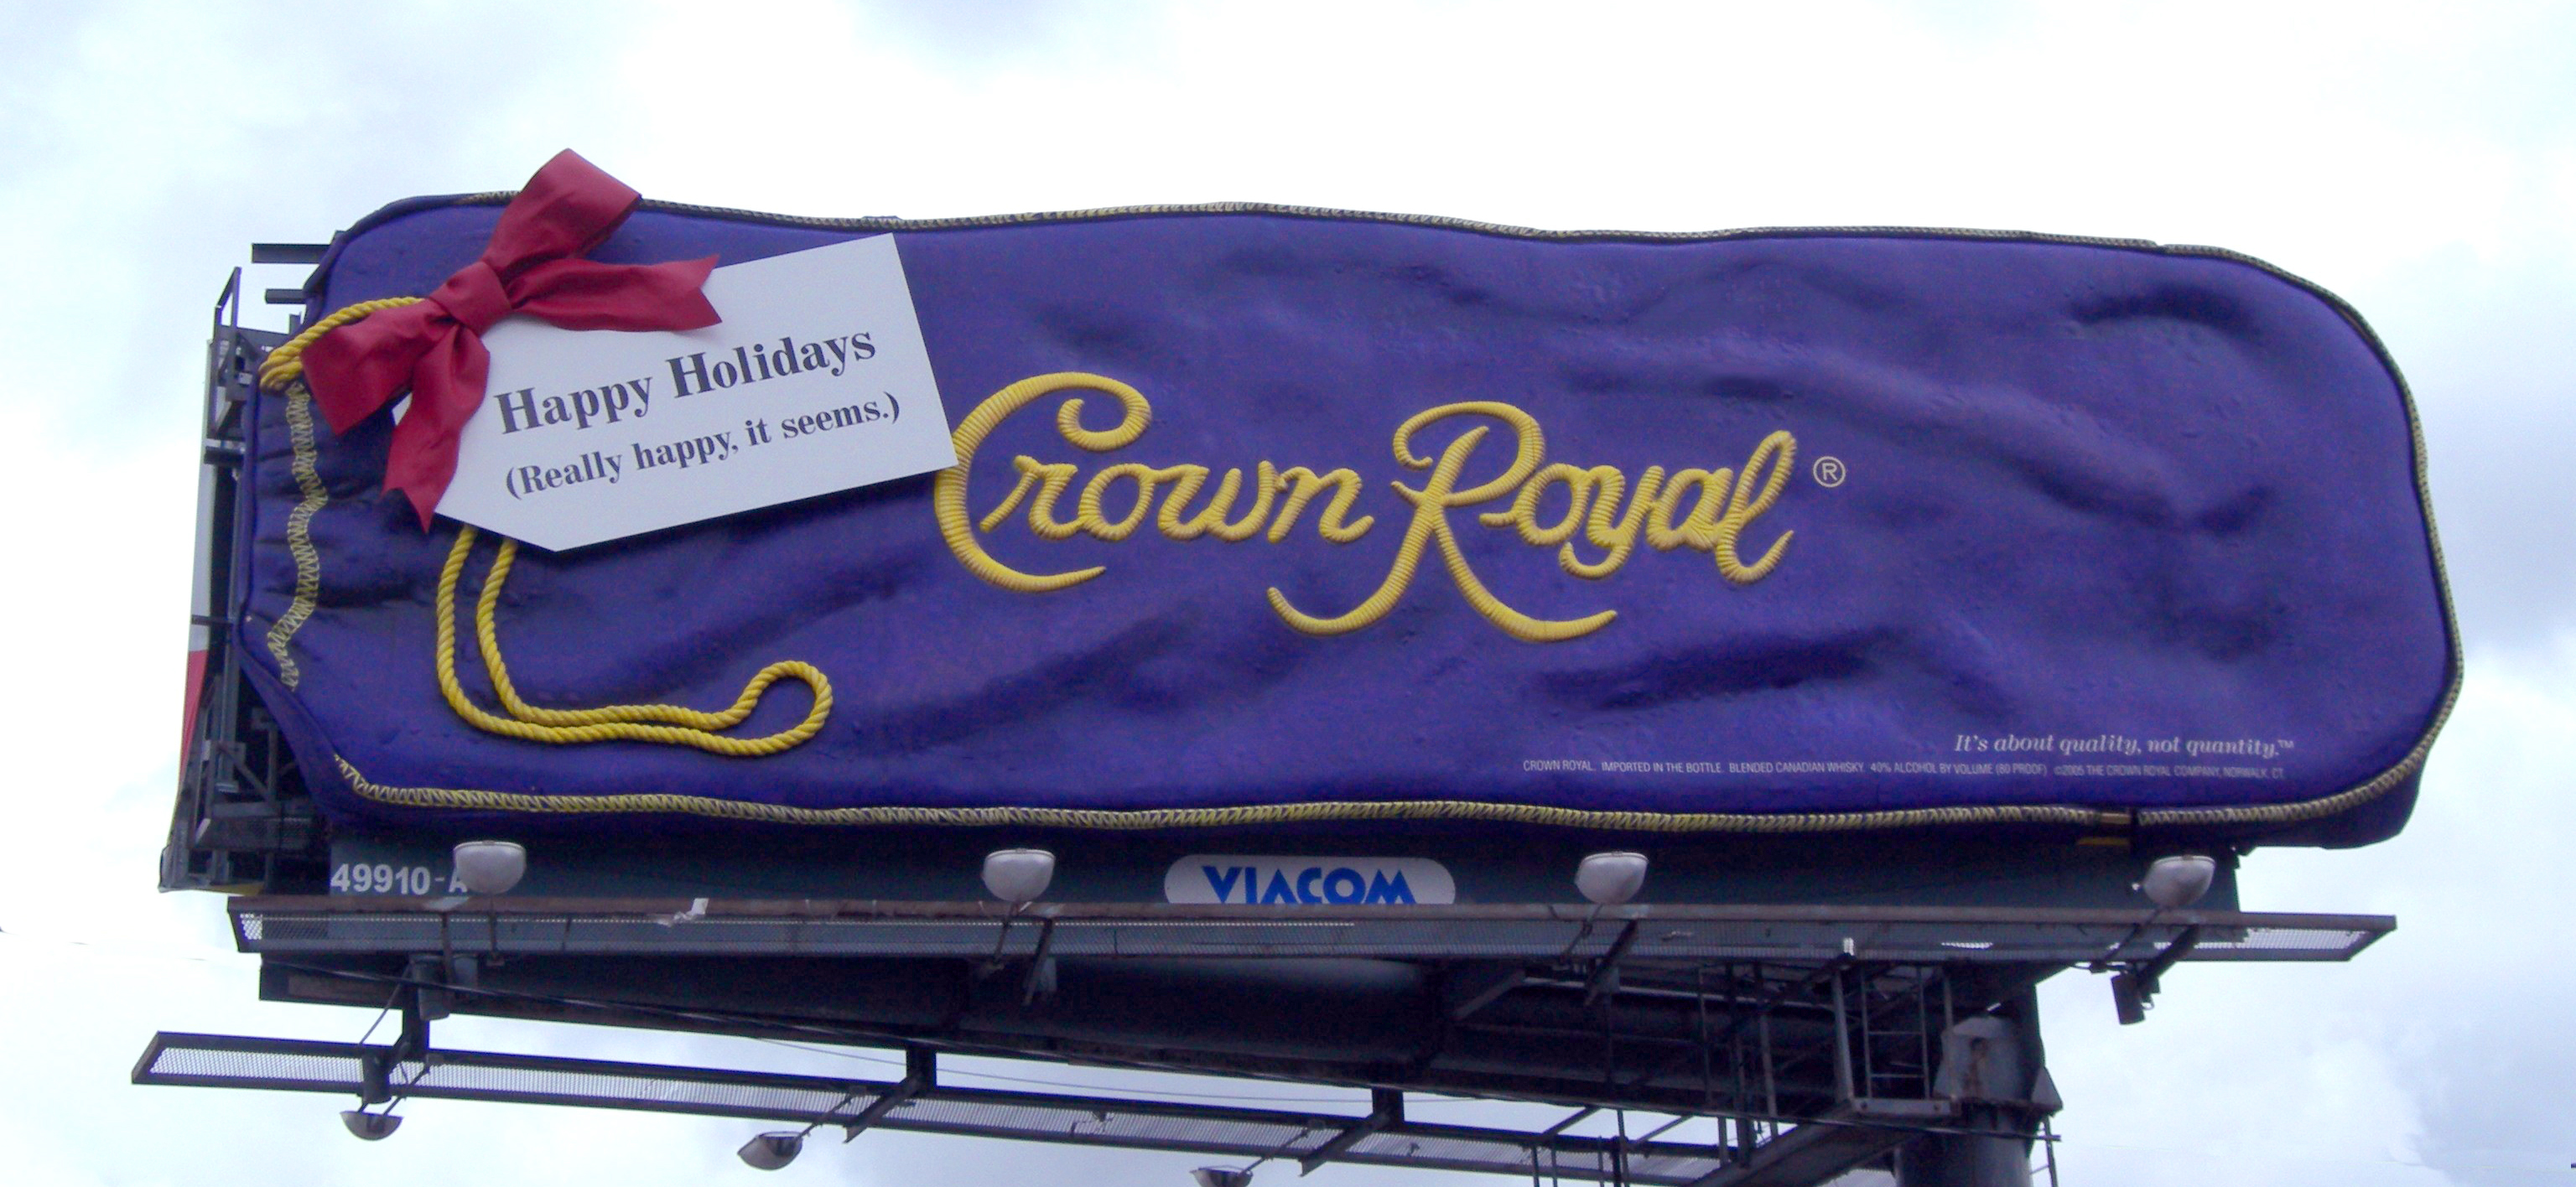 Happy Holidays
(Really happy, it seems.)
Crown Royal ®
It's about quality, not quantity.™
CROWN ROYAL. IMPORTED IN THE BOTTLE. BLENDED CANADIAN WHISKY. 40% ALCOHOL BY VOLUME (80 PROOF). ©2005 THE CROWN ROYAL COMPANY, NORWALK, CT.
49910-A
VIACOM